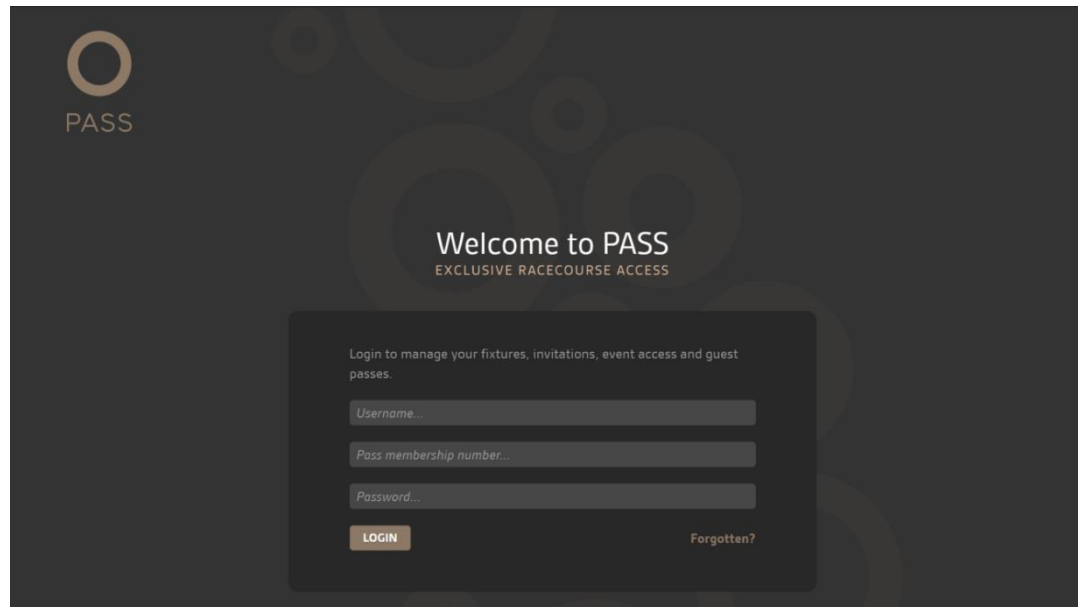 PASS
Welcome to PASS
EXCLUSIVE RACECOURSE ACCESS
Login to manage your fixtures, invitations, event access and guest
passes.
Username...
Pass membership number...
Password...
LOGIN
Forgotten?